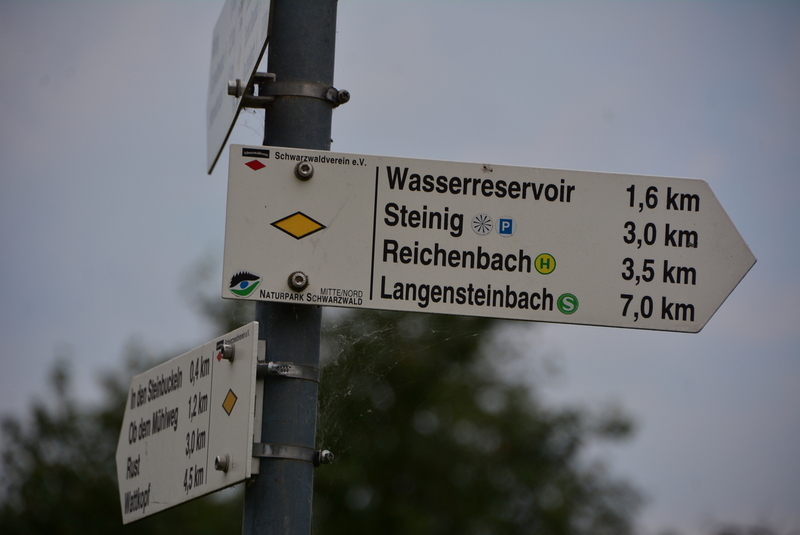 Schwarzwaldverein e.V.
Wasserreservoir 1,6 km
Steinig P 3,0 km
Reichenbach H 3,5 km
Langensteinbach S 7,0 km
MITTE/NORD
NATURPARK SCHWARZWALD
In den Steinbuckeln 0,4 km
Ob dem Mühlweg 1,2 km
Rust 3,0 km
Wattkopf 4,5 km